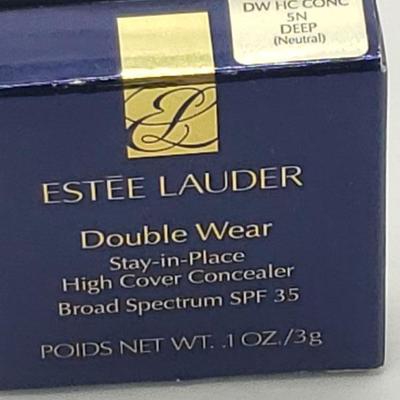 DW HC CONC
5N
DEEP
(Neutral)
EL
ESTĒE LAUDER
Double Wear
Stay-in-Place
High Cover Concealer
Broad Spectrum SPF 35
POIDS NET WT. .1 OZ./3g